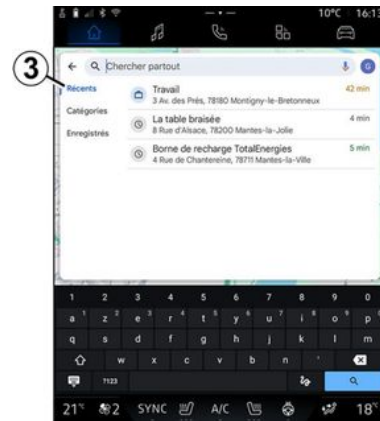 10°C 16:13
3
Chercher partout
G
Récents
Catégories
Enregistrés
Travail
42 min
3 Av. des Prés, 78180 Montigny-le-Bretonneux
La table braisée
4 min
8 Rue d'Alsace, 78200 Mantes-la-Jolie
Borne de recharge TotalEnergies
5 min
4 Rue de Chantereine, 78711 Mantes-la-Ville
1 2 3 4 5 6 7 8 9 0
a z e r t y u i o p
q s d f g h j k l m
w x c v b n '
?123
21° 2 SYNC A/C 18°